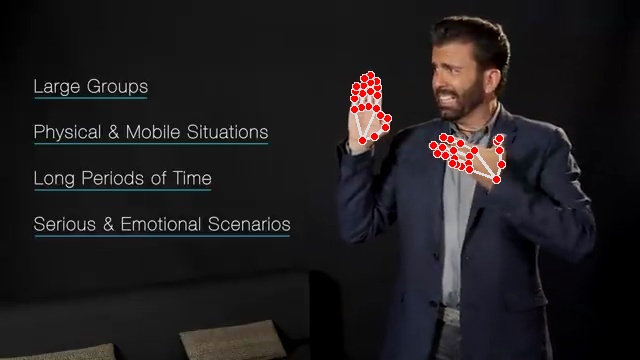 Large Groups
Physical & Mobile Situations
Long Periods of Time
Serious & Emotional Scenarios